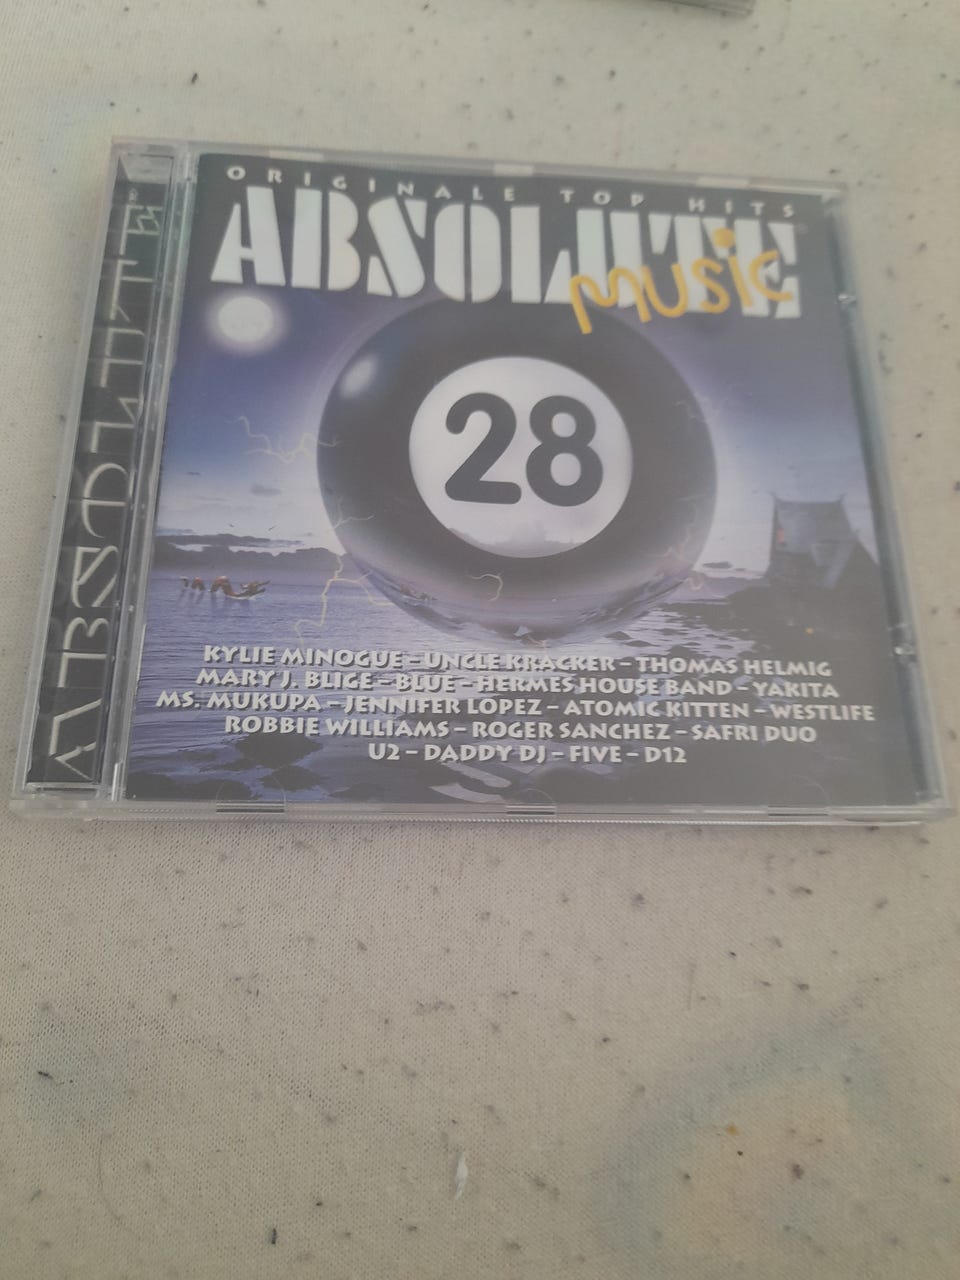 ORIGINALE TOP HITS
ABSOLUTE
music
28
KYLIE MINOGUE – UNCLE KRACKER – THOMAS HELMIG
MARY J. BLIGE – BLUE – HERMES HOUSE BAND – YAKITA
MS. MUKUPA – JENNIFER LOPEZ – ATOMIC KITTEN – WESTLIFE
ROBBIE WILLIAMS – ROGER SANCHEZ – SAFRI DUO
U2 – DADDY DJ – FIVE – D12